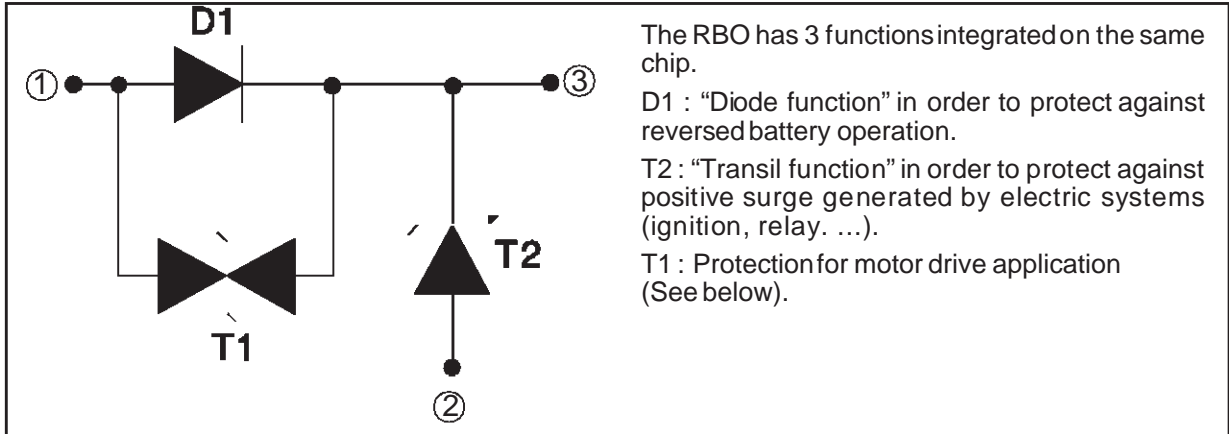 D1
①
③
T2
T1
②
The RBO has 3 functions integrated on the same
chip.
D1 : “Diode function” in order to protect against
reversed battery operation.
T2 : “Transil function” in order to protect against
positive surge generated by electric systems
(ignition, relay. ...).
T1 : Protection for motor drive application
(See below).